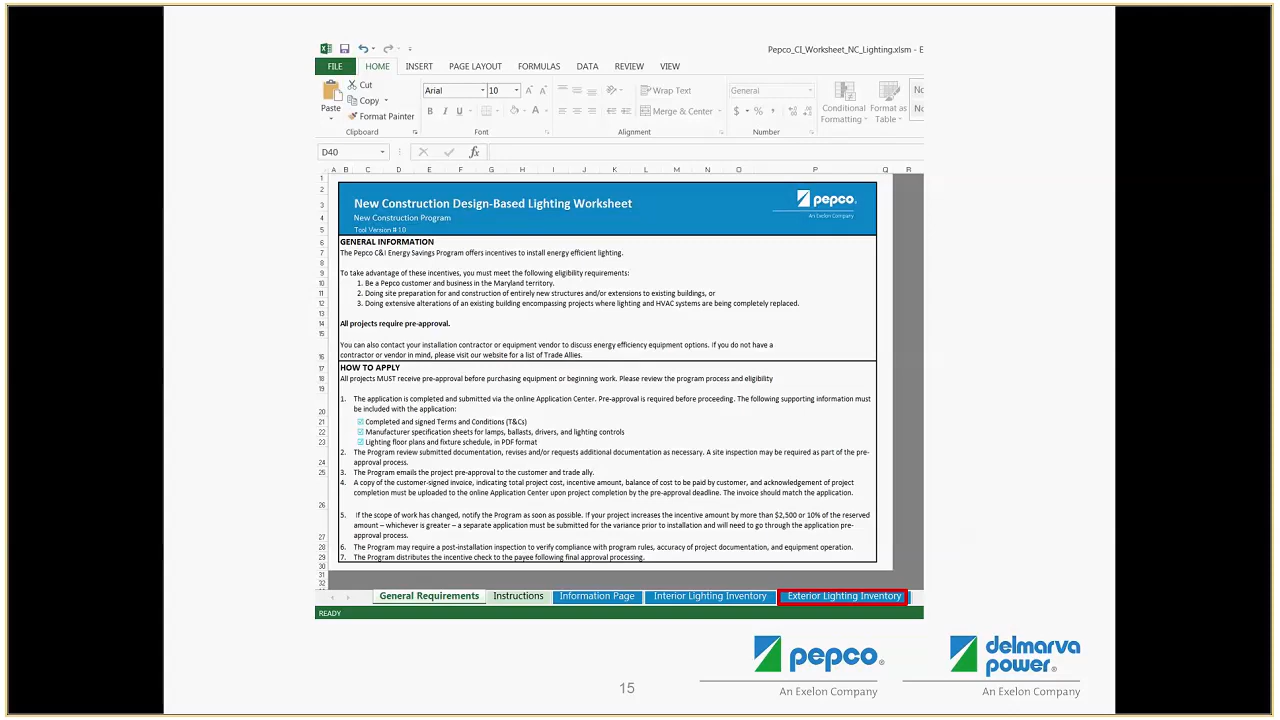 Pepco_CI_Worksheet_NC_Lighting.xlsm - E
FILE HOME INSERT PAGE LAYOUT FORMULAS DATA REVIEW VIEW
Cut
Copy
Format Painter
Paste
Arial 10
B I U
Wrap Text
Merge & Center
General
$ % ,
Conditional Formatting
Format as Table
No
No
Clipboard Font Alignment Number
D40 fx
A B C D E F G H I J K L M N O P Q R
New Construction Design-Based Lighting Worksheet
New Construction Program
Tool Version # 1.0
pepco.
An Exelon Company
GENERAL INFORMATION
The Pepco C&I Energy Savings Program offers incentives to install energy efficient lighting.
To take advantage of these incentives, you must meet the following eligibility requirements:
1. Be a Pepco customer and business in the Maryland territory.
2. Doing site preparation for and construction of entirely new structures and/or extensions to existing buildings, or
3. Doing extensive alterations of an existing building encompassing projects where lighting and HVAC systems are being completely replaced.
All projects require pre-approval.
You can also contact your installation contractor or equipment vendor to discuss energy efficiency equipment options. If you do not have a
contractor or vendor in mind, please visit our website for a list of Trade Allies.
HOW TO APPLY
All projects MUST receive pre-approval before purchasing equipment or beginning work. Please review the program process and eligibility
1. The application is completed and submitted via the online Application Center. Pre-approval is required before proceeding. The following supporting information must
be included with the application:
Completed and signed Terms and Conditions (T&Cs)
Manufacturer specification sheets for lamps, ballasts, drivers, and lighting controls
Lighting floor plans and fixture schedule, in PDF format
2. The Program review submitted documentation, revises and/or requests additional documentation as necessary. A site inspection may be required as part of the pre-
approval process.
3. The Program emails the project pre-approval to the customer and trade ally.
4. A copy of the customer-signed invoice, indicating total project cost, incentive amount, balance of cost to be paid by customer, and acknowledgement of project
completion must be uploaded to the online Application Center upon project completion by the pre-approval deadline. The invoice should match the application.
5. If the scope of work has changed, notify the Program as soon as possible. If your project increases the incentive amount by more than $2,500 or 10% of the reserved
amount – whichever is greater – a separate application must be submitted for the variance prior to installation and will need to go through the application pre-
approval process.
6. The Program may require a post-installation inspection to verify compliance with program rules, accuracy of project documentation, and equipment operation.
7. The Program distributes the incentive check to the payee following final approval processing.
General Requirements Instructions Information Page Interior Lighting Inventory Exterior Lighting Inventory
READY
pepco.®
An Exelon Company
delmarva
power.®
An Exelon Company
15